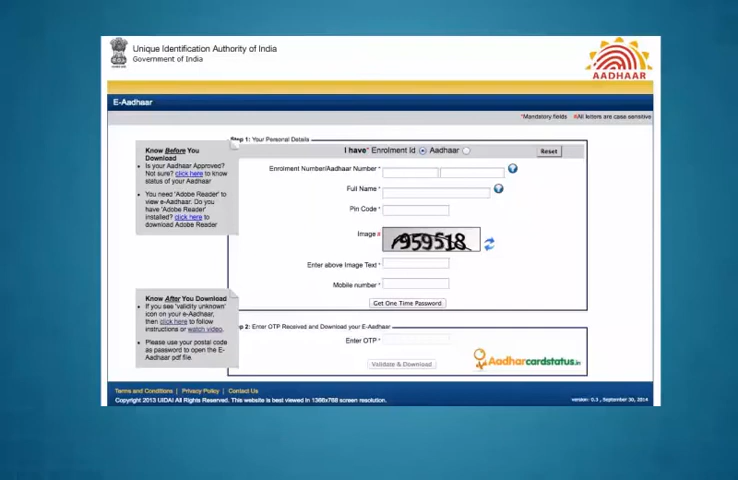 Unique Identification Authority of India
Government of India
AADHAAR
E-Aadhaar
*Mandatory fields #All letters are case sensitive
Know Before You
Download
• Is your Aadhaar Approved?
Not sure? click here to know
status of your Aadhaar
• You need 'Adobe Reader' to
view e-Aadhaar. Do you
have 'Adobe Reader'
installed? click here to
download Adobe Reader
Step 1: Your Personal Details
I have* Enrolment Id Aadhaar
Reset
Enrolment Number/Aadhaar Number *
Full Name *
Pin Code *
Image #
959518
Enter above Image Text *
Mobile number *
Get One Time Password
Know After You Download
• If you see 'validity unknown'
icon on your e-Aadhaar,
then click here to follow
instructions or watch video.
• Please use your postal code
as password to open the E-
Aadhaar pdf file.
2: Enter OTP Received and Download your E-Aadhaar
Enter OTP *
Validate & Download
Aadharcardstatus.in
Terms and Conditions | Privacy Policy | Contact Us
Copyright 2013 UIDAI All Rights Reserved. This website is best viewed in 1366x768 screen resolution.
version: 0.3 , September 30, 2014